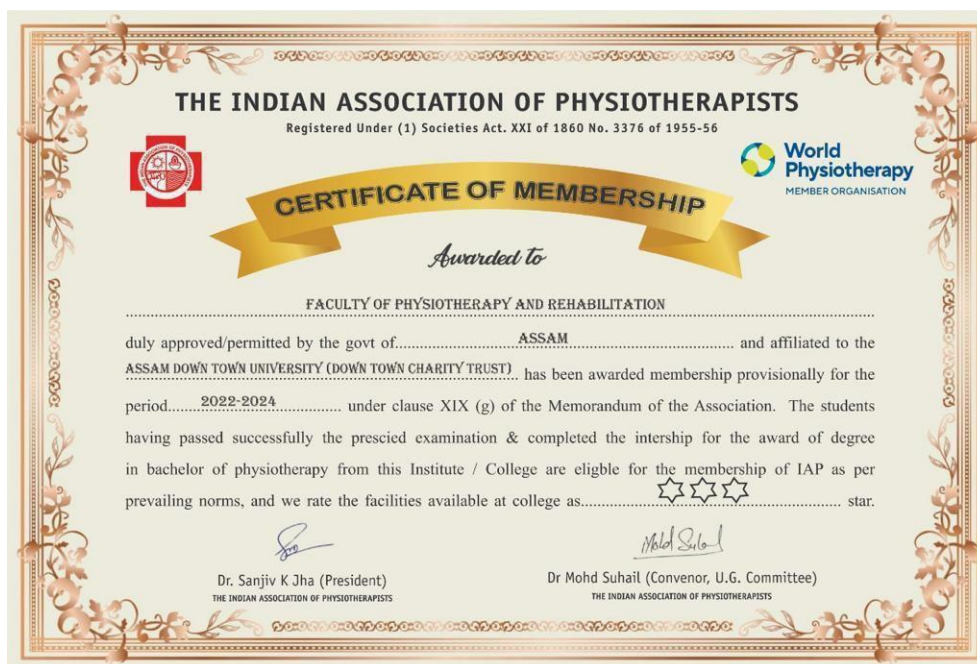 THE INDIAN ASSOCIATION OF PHYSIOTHERAPISTS
Registered Under (1) Societies Act. XXI of 1860 No. 3376 of 1955-56
World
Physiotherapy
MEMBER ORGANISATION
CERTIFICATE OF MEMBERSHIP
Awarded to
FACULTY OF PHYSIOTHERAPY AND REHABILITATION
duly approved/permitted by the govt of ASSAM and affiliated to the
ASSAM DOWN TOWN UNIVERSITY (DOWN TOWN CHARITY TRUST) has been awarded membership provisionally for the
period 2022-2024 under clause XIX (g) of the Memorandum of the Association. The students
having passed successfully the prescied examination & completed the intership for the award of degree
in bachelor of physiotherapy from this Institute / College are eligble for the membership of IAP as per
prevailing norms, and we rate the facilities available at college as star.
Mohd Suhail
Dr. Sanjiv K Jha (President)
THE INDIAN ASSOCIATION OF PHYSIOTHERAPISTS
Dr Mohd Suhail (Convenor, U.G. Committee)
THE INDIAN ASSOCIATION OF PHYSIOTHERAPISTS